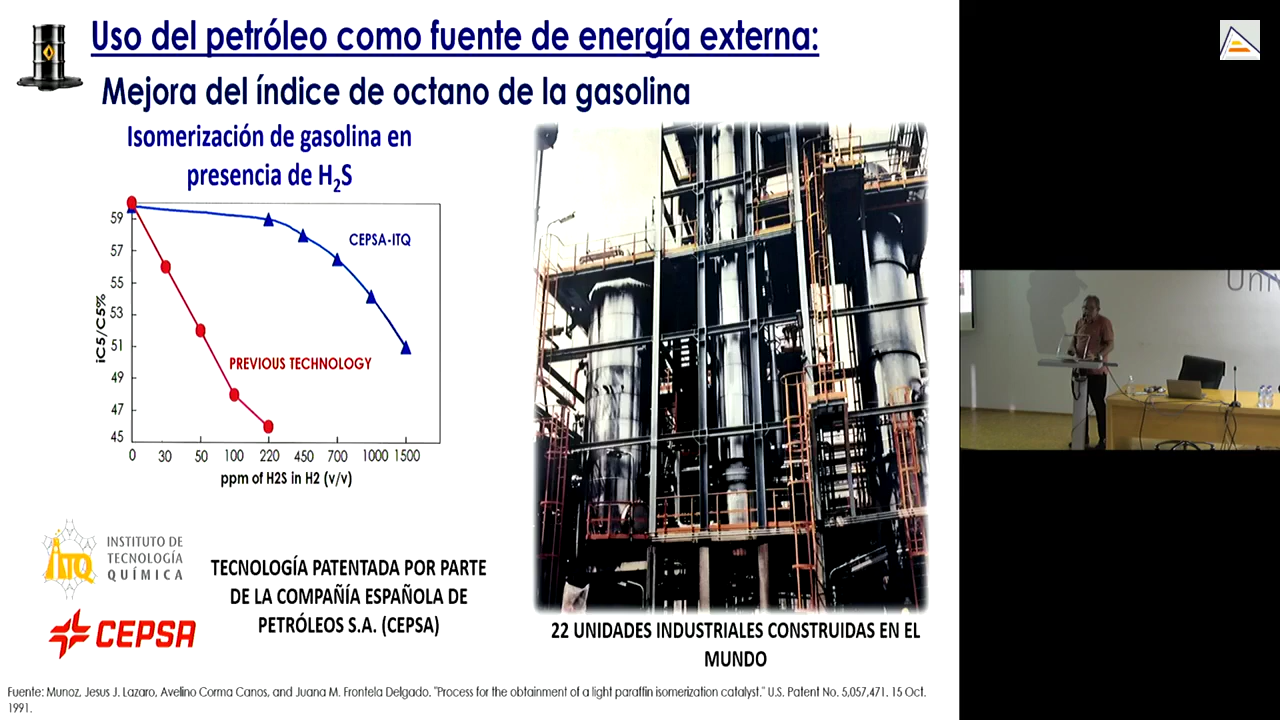 Uso del petróleo como fuente de energía externa:
Mejora del índice de octano de la gasolina
Isomerización de gasolina en
presencia de H₂S
59
57
55
53
51
49
47
45
iC5/C5%
CEPSA-ITQ
PREVIOUS TECHNOLOGY
0 30 50 100 220 450 700 1000 1500
ppm of H2S in H2 (v/v)
iTQ
INSTITUTO DE
TECNOLOGÍA
QUÍMICA
CEPSA
TECNOLOGÍA PATENTADA POR PARTE
DE LA COMPAÑÍA ESPAÑOLA DE
PETRÓLEOS S.A. (CEPSA)
22 UNIDADES INDUSTRIALES CONSTRUIDAS EN EL
MUNDO
Fuente: Munoz, Jesus J. Lazaro, Avelino Corma Canos, and Juana M. Frontela Delgado. "Process for the obtainment of a light paraffin isomerization catalyst." U.S. Patent No. 5,057,471. 15 Oct.
1991.